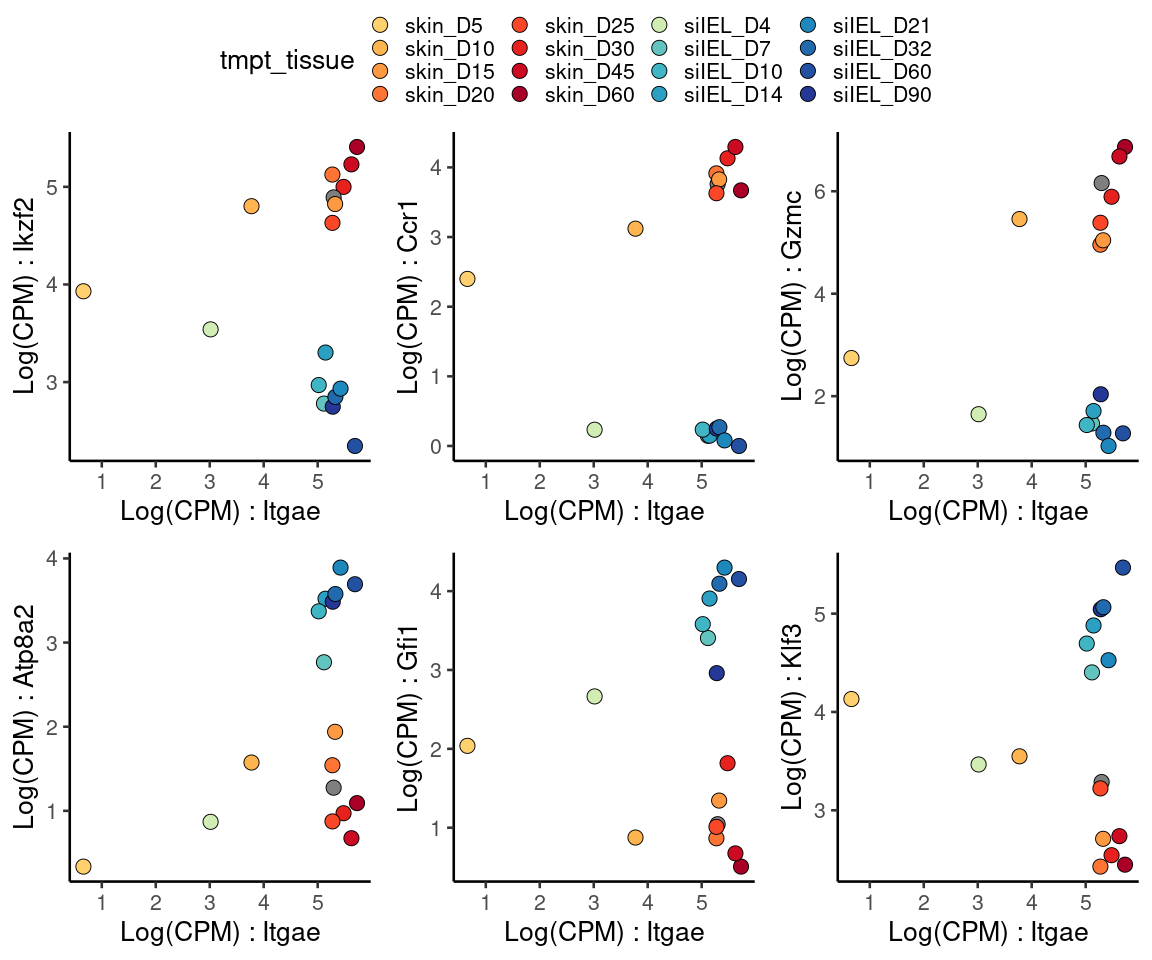 tmpt_tissue
skin_D5 skin_D25 siIEL_D4 siIEL_D21
skin_D10 skin_D30 siIEL_D7 siIEL_D32
skin_D15 skin_D45 siIEL_D10 siIEL_D60
skin_D20 skin_D60 siIEL_D14 siIEL_D90
Log(CPM) : Ikzf2
5
4
3
1 2 3 4 5
Log(CPM) : Itgae
Log(CPM) : Ccr1
4
3
2
1
0
1 2 3 4 5
Log(CPM) : Itgae
Log(CPM) : Gzmc
6
4
2
1 2 3 4 5
Log(CPM) : Itgae
Log(CPM) : Atp8a2
4
3
2
1
1 2 3 4 5
Log(CPM) : Itgae
Log(CPM) : Gfi1
4
3
2
1
1 2 3 4 5
Log(CPM) : Itgae
Log(CPM) : Klf3
5
4
3
1 2 3 4 5
Log(CPM) : Itgae